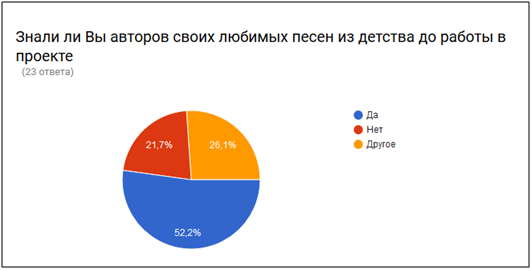 Знали ли Вы авторов своих любимых песен из детства до работы в
проекте
(23 ответа)
Да
Нет
Другое
21,7%
26,1%
52,2%